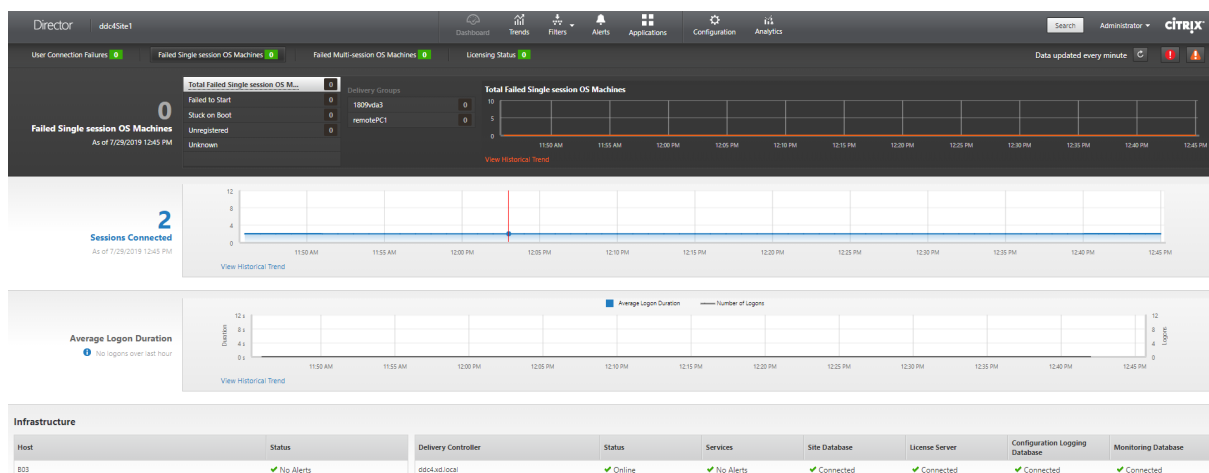 Director ddc4Site1 Dashboard Trends Filters Alerts Applications Configuration Analytics Search Administrator CİTRIX
User Connection Failures 0 Failed Single session OS Machines 0 Failed Multi-session OS Machines 0 Licensing Status 0 Data updated every minute
0
Failed Single session OS Machines
As of 7/29/2019 12:45 PM
Total Failed Single session OS M... 0
Failed to Start 0
Stuck on Boot 0
Unregistered 0
Unknown
Delivery Groups
1809vda3 0
remotePC1 0
Total Failed Single session OS Machines
10
5
0
11:50 AM 11:55 AM 12:00 PM 12:05 PM 12:10 PM 12:15 PM 12:20 PM 12:25 PM 12:30 PM 12:35 PM 12:40 PM 12:45 PM
View Historical Trend
2
Sessions Connected
As of 7/29/2019 12:45 PM
12
8
4
0
11:50 AM 11:55 AM 12:00 PM 12:05 PM 12:10 PM 12:15 PM 12:20 PM 12:25 PM 12:30 PM 12:35 PM 12:40 PM 12:45 PM
View Historical Trend
Average Logon Duration
No logons over last hour
Average Logon Duration Number of Logons
Duration
12 s
8 s
4 s
0 s
12
8
4
0
Logons
11:50 AM 11:55 AM 12:00 PM 12:05 PM 12:10 PM 12:15 PM 12:20 PM 12:25 PM 12:30 PM 12:35 PM 12:40 PM 12:45 PM
View Historical Trend
Infrastructure
Host Status Delivery Controller Status Services Site Database License Server Configuration Logging Database Monitoring Database
B03 No Alerts ddc4.xd.local Online No Alerts Connected Connected Connected Connected